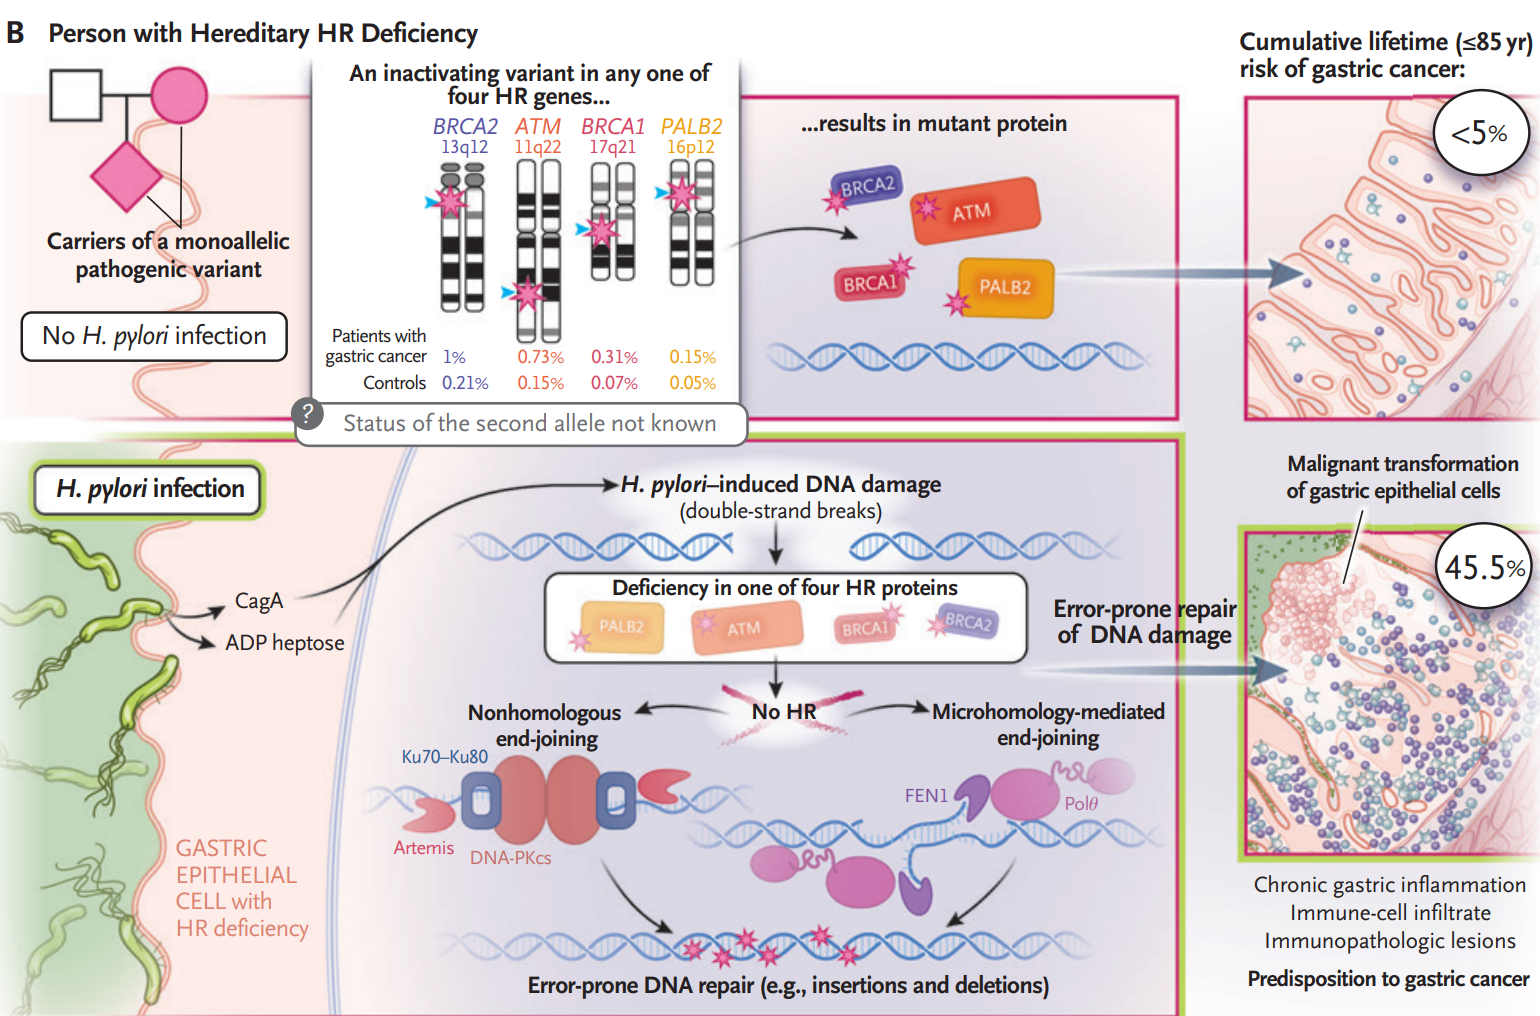 B Person with Hereditary HR Deficiency
Carriers of a monoallelic
pathogenic variant
No H. pylori infection
An inactivating variant in any one of
four HR genes...
BRCA2 ATM BRCA1 PALB2
13q12 11q22 17q21 16p12
Patients with
gastric cancer 1% 0.73% 0.31% 0.15%
Controls 0.21% 0.15% 0.07% 0.05%
? Status of the second allele not known
...results in mutant protein
BRCA2
ATM
BRCA1
PALB2
Cumulative lifetime (≤85 yr)
risk of gastric cancer:
<5%
H. pylori infection
CagA
ADP heptose
GASTRIC
EPITHELIAL
CELL with
HR deficiency
H. pylori–induced DNA damage
(double-strand breaks)
Deficiency in one of four HR proteins
PALB2 ATM BRCA1 BRCA2
No HR
Nonhomologous
end-joining
Ku70–Ku80
Artemis
DNA-PKcs
Microhomology-mediated
end-joining
FEN1
Polθ
Error-prone DNA repair (e.g., insertions and deletions)
Error-prone repair
of DNA damage
Malignant transformation
of gastric epithelial cells
45.5%
Chronic gastric inflammation
Immune-cell infiltrate
Immunopathologic lesions
Predisposition to gastric cancer